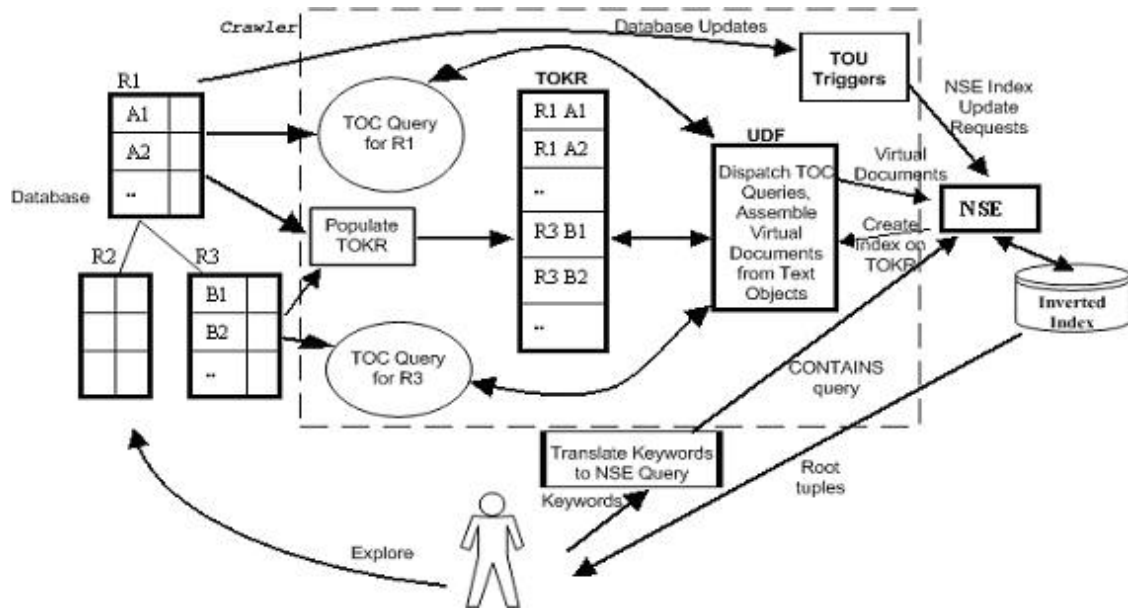 Crawler
Database Updates
TOU
Triggers
NSE Index
Update
Requests
R1
A1
A2
..
TOC Query
for R1
TOKR
R1 A1
R1 A2
..
R3 B1
R3 B2
..
UDF
Dispatch TOC
Queries,
Assemble
Virtual
Documents
from Text
Objects
Virtual
Documents
NSE
Create
Index on
TOKR
Inverted
Index
Database
Populate
TOKR
R2
R3
B1
B2
..
TOC Query
for R3
CONTAINS
query
Translate Keywords
to NSE Query
Keywords
Root
tuples
Explore